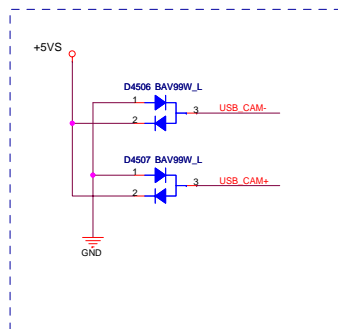 +5VS
D4506 BAV99W_L
1
3
USB_CAM-
2
D4507 BAV99W_L
1
3
USB_CAM+
2
GND